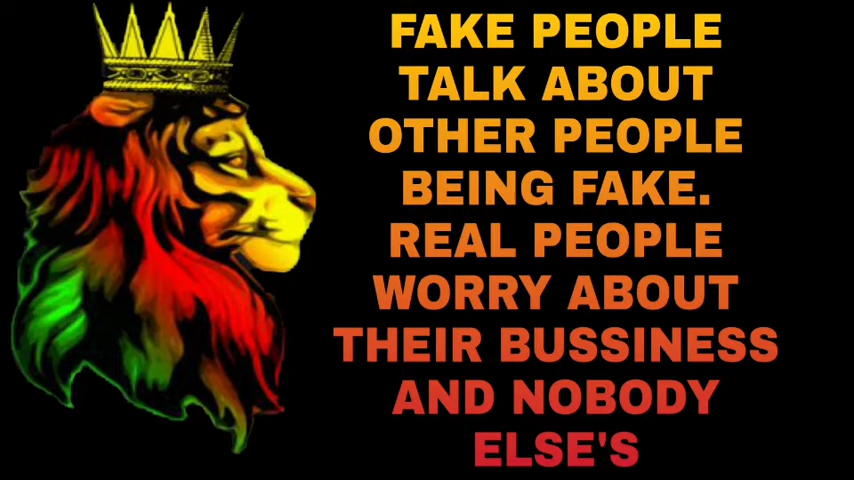 FAKE PEOPLE
TALK ABOUT
OTHER PEOPLE
BEING FAKE.
REAL PEOPLE
WORRY ABOUT
THEIR BUSSINESS
AND NOBODY
ELSE'S